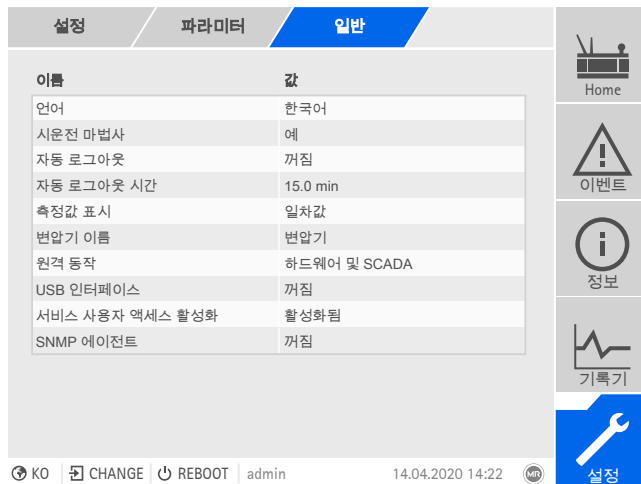 설정 파라미터 일반
이름 값
언어 한국어
시운전 마법사 예
자동 로그아웃 꺼짐
자동 로그아웃 시간 15.0 min
측정값 표시 일차값
변압기 이름 변압기
원격 동작 하드웨어 및 SCADA
USB 인터페이스 꺼짐
서비스 사용자 액세스 활성화 활성화됨
SNMP 에이전트 꺼짐
Home
이벤트
정보
기록기
설정
KO CHANGE REBOOT admin 14.04.2020 14:22 MR